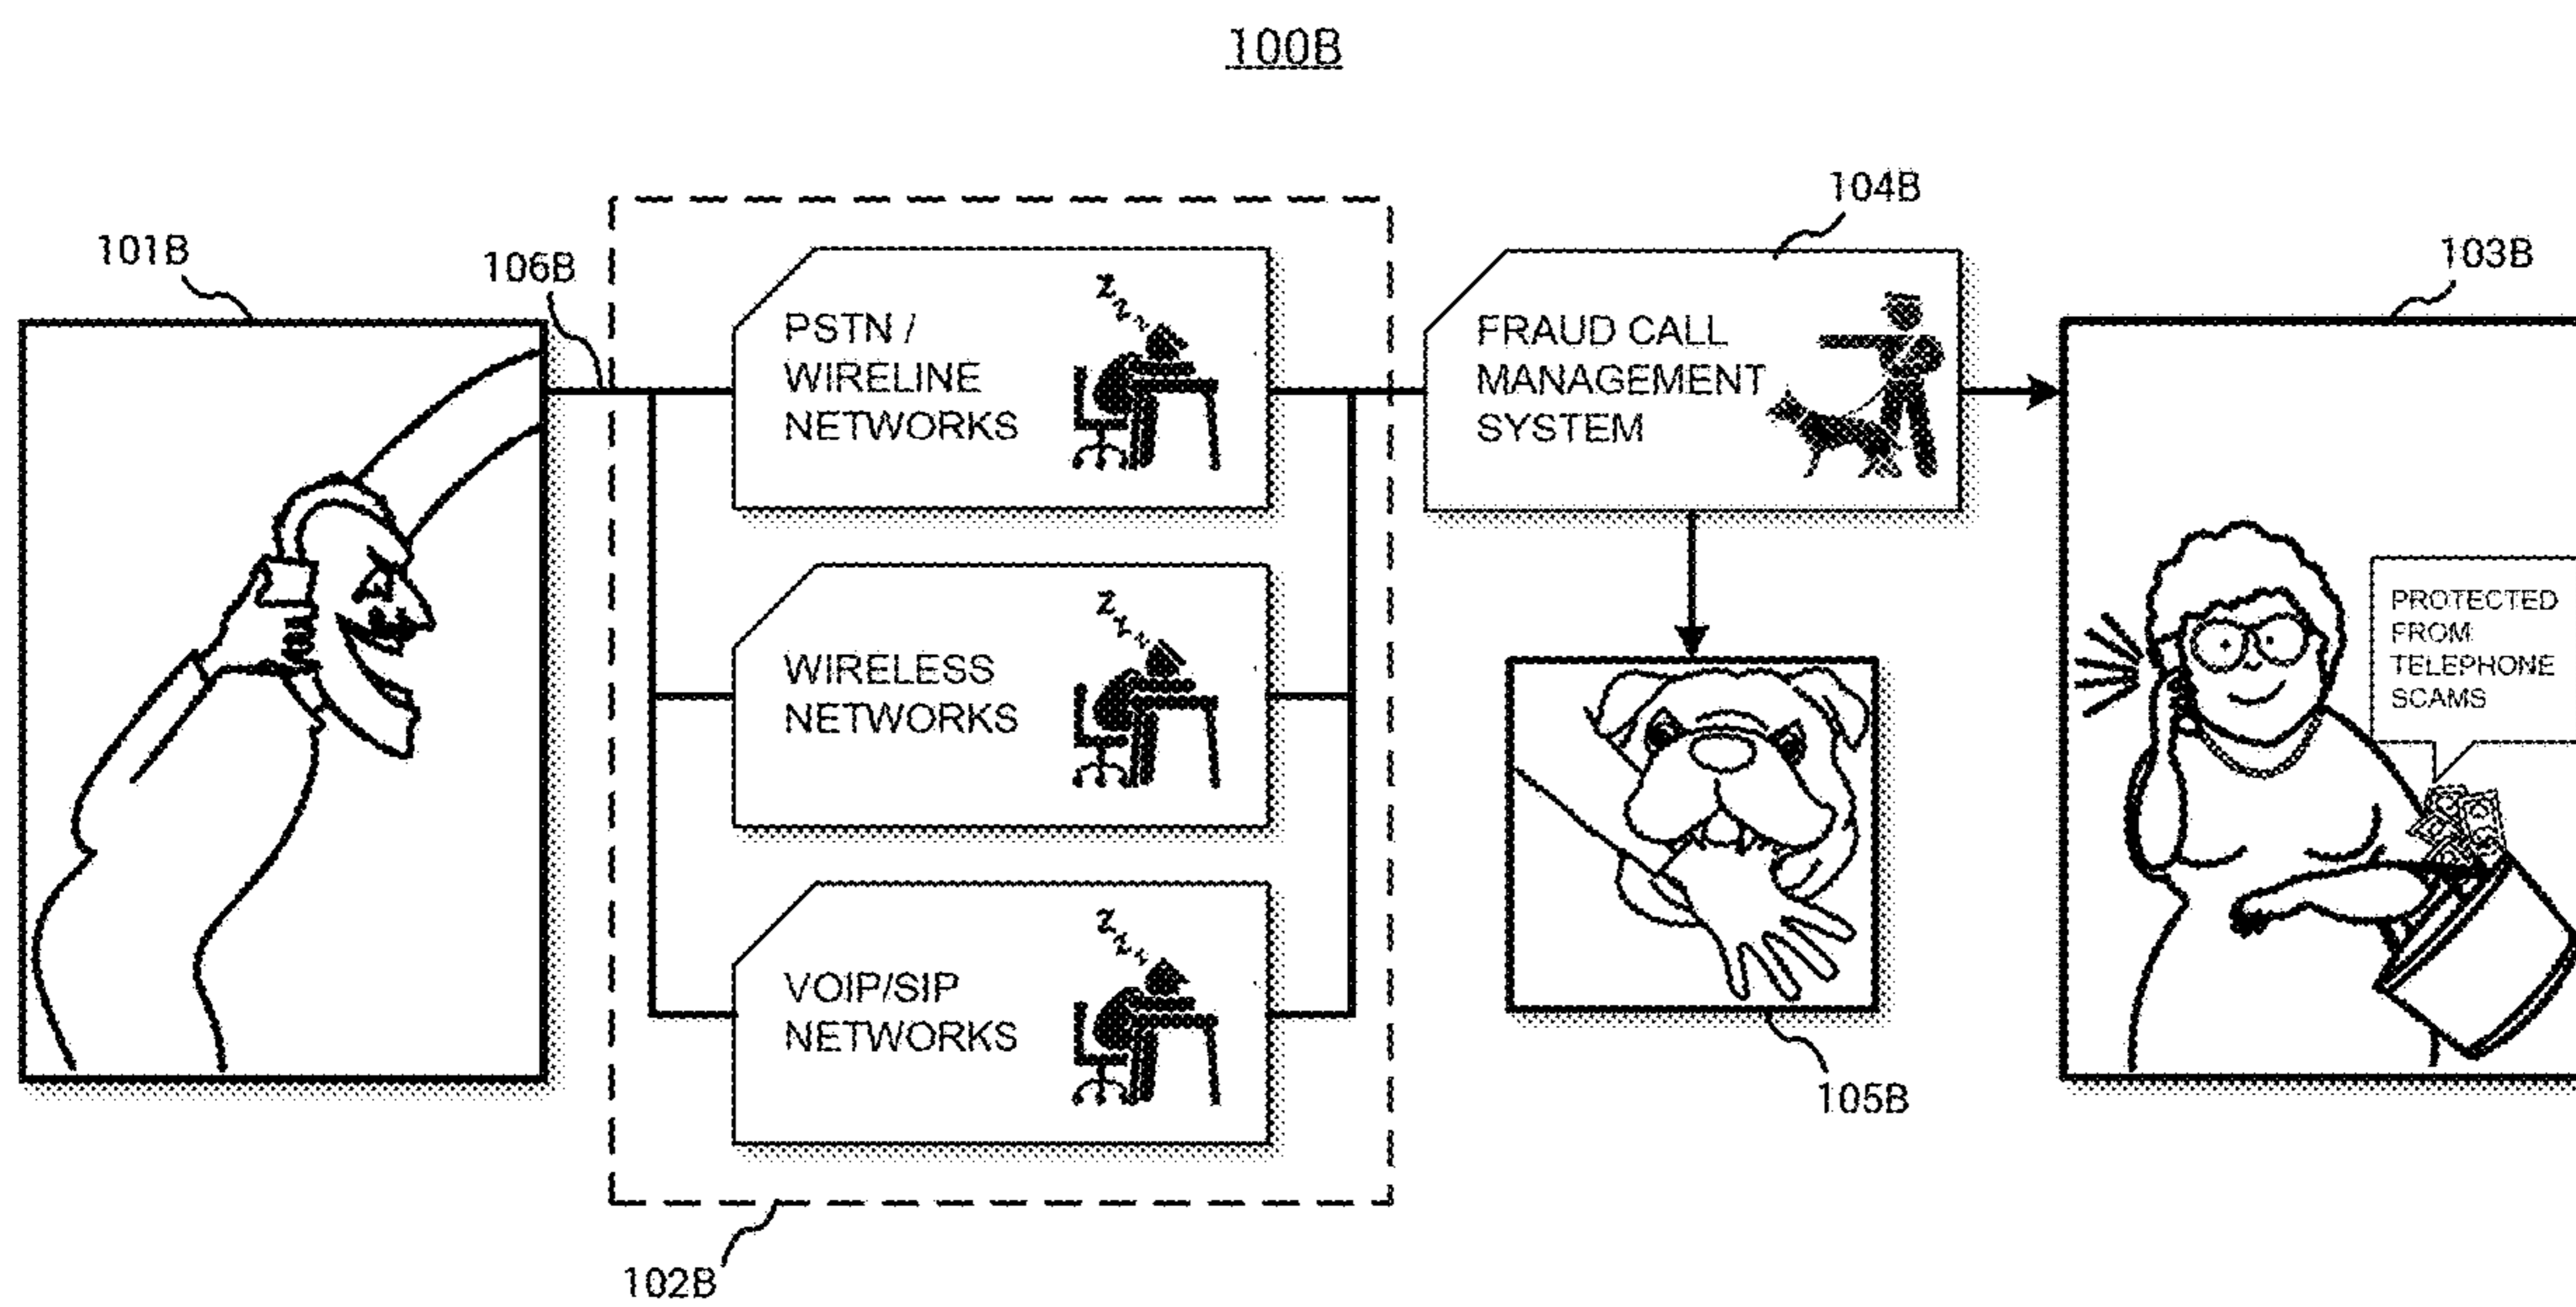 100B
101B
106B
104B
103B
PSTN /
WIRELINE
NETWORKS
Z
z
z
z
FRAUD CALL
MANAGEMENT
SYSTEM
PROTECTED
FROM
TELEPHONE
SCAMS
WIRELESS
NETWORKS
Z
z
z
z
VOIP/SIP
NETWORKS
Z
z
z
z
105B
102B